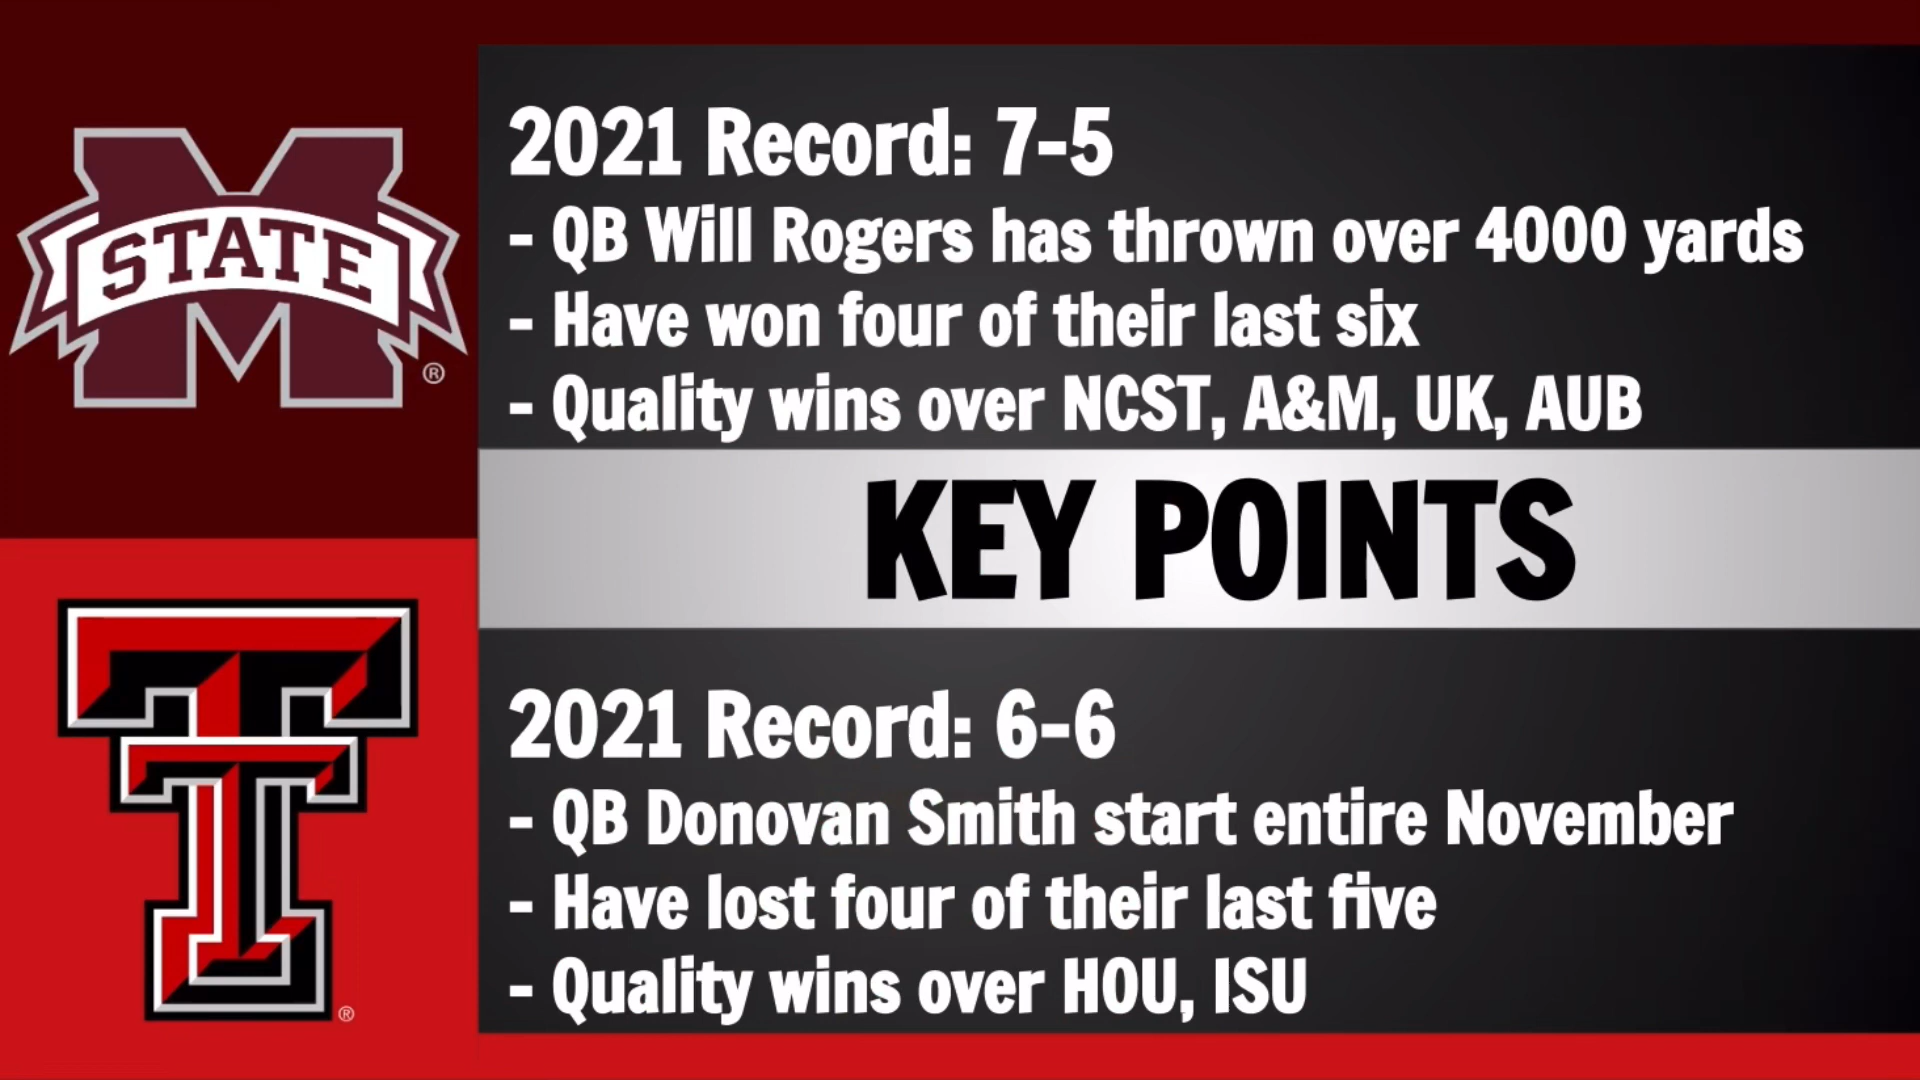 STATE
®
2021 Record: 7-5
- QB Will Rogers has thrown over 4000 yards
- Have won four of their last six
- Quality wins over NCST, A&M, UK, AUB
KEY POINTS
®
2021 Record: 6-6
- QB Donovan Smith start entire November
- Have lost four of their last five
- Quality wins over HOU, ISU